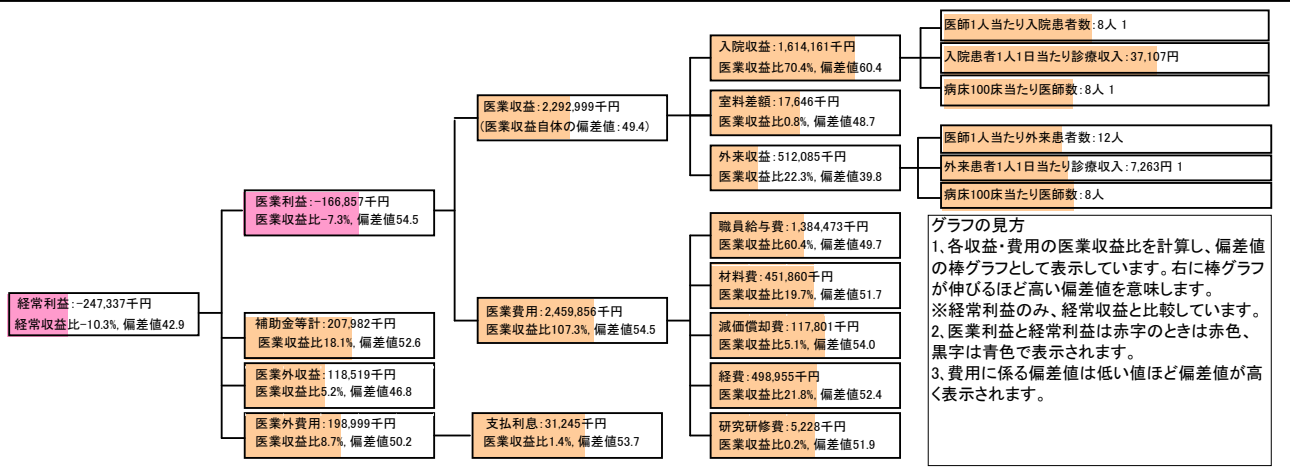 経常利益:-247,337千円
経常収益比-10.3%, 偏差値42.9
医業利益:-166,857千円
医業収益比-7.3%, 偏差値54.5
補助金等計:207,982千円
医業収益比18.1%, 偏差値52.6
医業外収益:118,519千円
医業収益比5.2%, 偏差値46.8
医業外費用:198,999千円
医業収益比8.7%, 偏差値50.2
医業収益:2,292,999千円
(医業収益自体の偏差値:49.4)
医業費用:2,459,856千円
医業収益比107.3%, 偏差値54.5
支払利息:31,245千円
医業収益比1.4%, 偏差値53.7
入院収益:1,614,161千円
医業収益比70.4%, 偏差値60.4
室料差額:17,646千円
医業収益比0.8%, 偏差値48.7
外来収益:512,085千円
医業収益比22.3%, 偏差値39.8
職員給与費:1,384,473千円
医業収益比60.4%, 偏差値49.7
材料費:451,860千円
医業収益比19.7%, 偏差値51.7
減価償却費:117,801千円
医業収益比5.1%, 偏差値54.0
経費:498,955千円
医業収益比21.8%, 偏差値52.4
研究研修費:5,228千円
医業収益比0.2%, 偏差値51.9
医師1人当たり入院患者数:8人 1
入院患者1人1日当たり診療収入:37,107円
病床100床当たり医師数:8人 1
医師1人当たり外来患者数:12人
外来患者1人1日当たり診療収入:7,263円 1
病床100床当たり医師数:8人
グラフの見方
1、各収益・費用の医業収益比を計算し、偏差値
の棒グラフとして表示しています。右に棒グラフ
が伸びるほど高い偏差値を意味します。
※経常利益のみ、経常収益と比較しています。
2、医業利益と経常利益は赤字のときは赤色、
黒字は青色で表示されます。
3、費用に係る偏差値は低い値ほど偏差値が高
く表示されます。